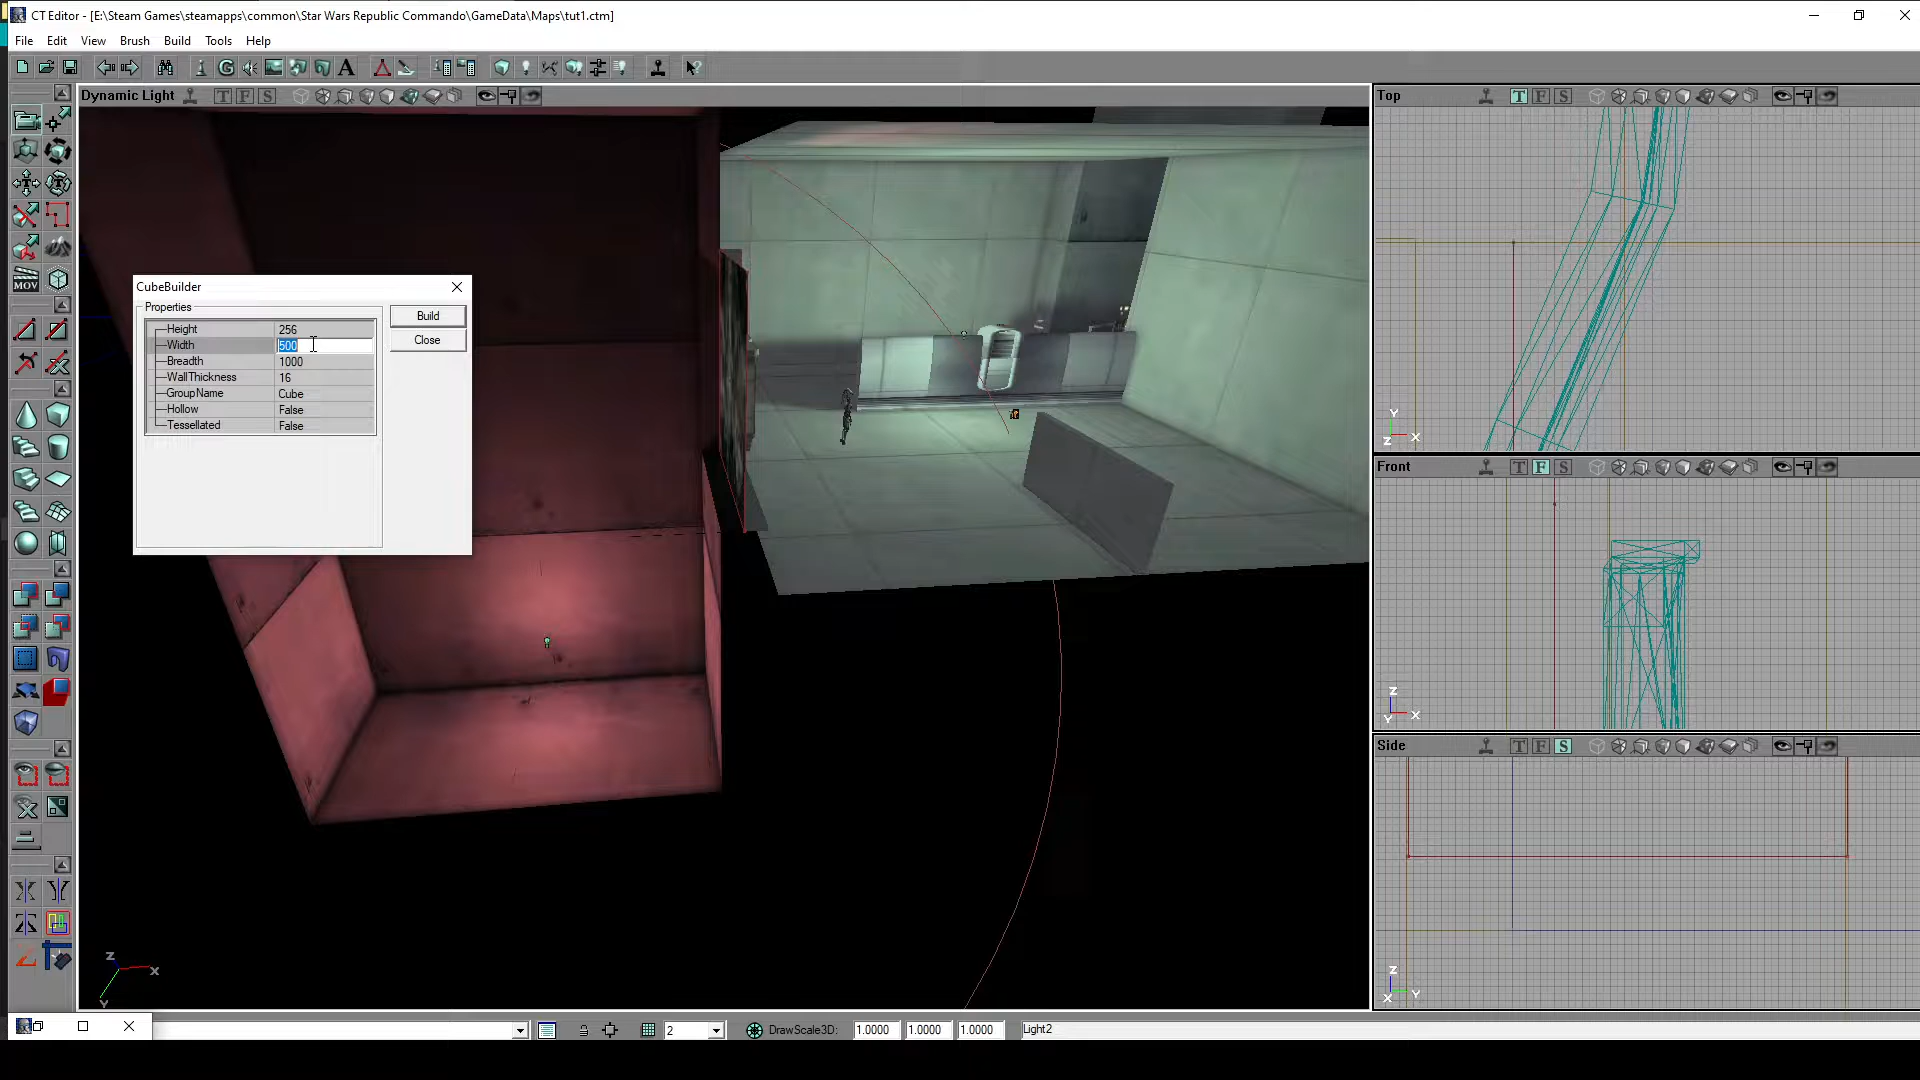 CT Editor - [E:\Steam Games\steamapps\common\Star Wars Republic Commando\GameData\Maps\tut1.ctm]
File Edit View Brush Build Tools Help
Dynamic Light T F S
Top T F S
CubeBuilder
Properties
Height 256
Width 500
Breadth 1000
WallThickness 16
GroupName Cube
Hollow False
Tessellated False
Build
Close
MOV
Y
Z X
Front T F S
Z
Y X
Side T F S
Z
X Y
Z
X
Y
2
DrawScale3D: 1.0000 1.0000 1.0000
Light2